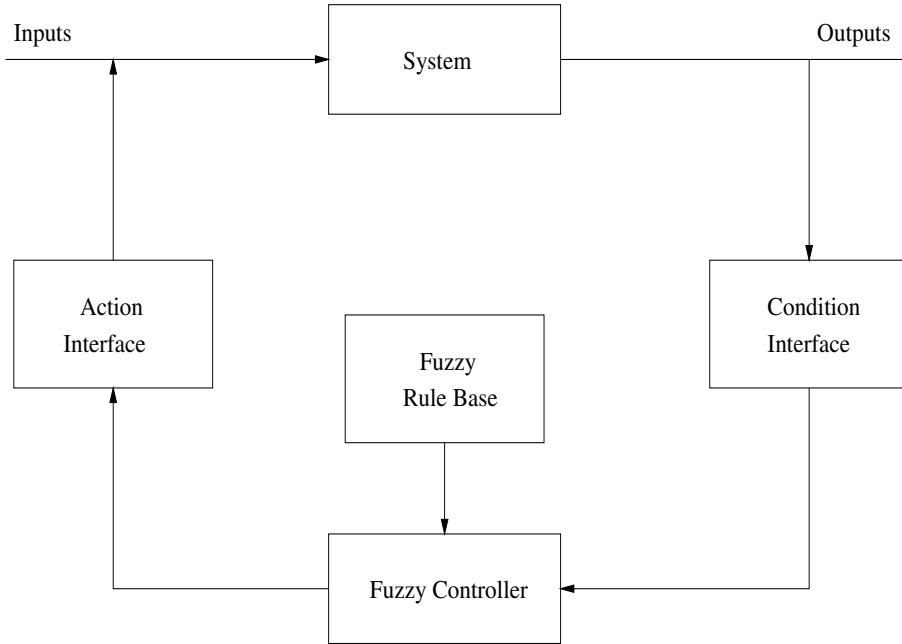 Inputs
Outputs
System
Action
Interface
Condition
Interface
Fuzzy
Rule Base
Fuzzy Controller